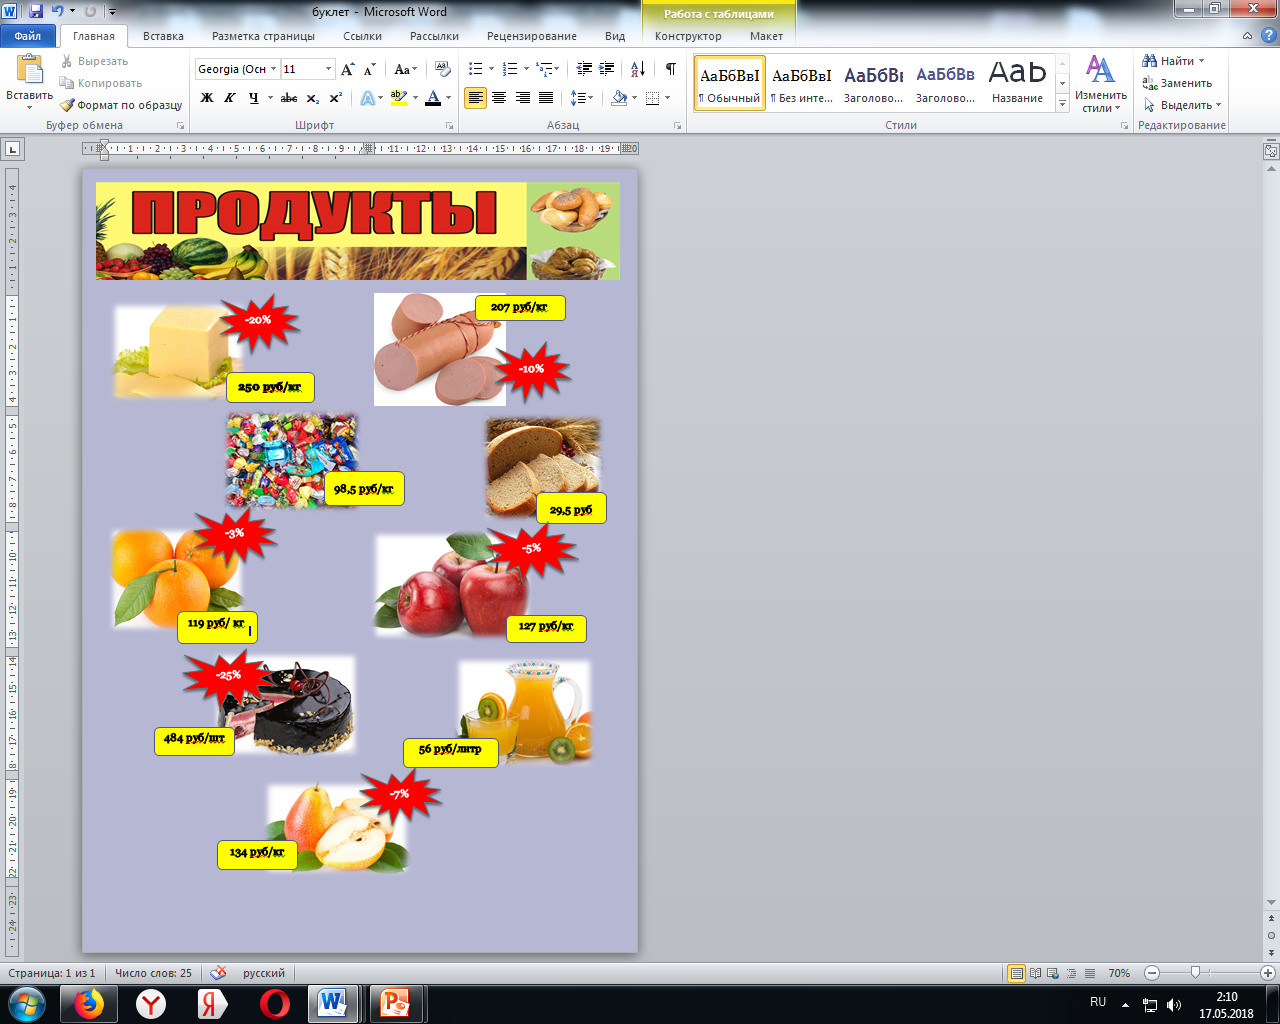 буклет - Microsoft Word
Работа с таблицами
Файл
Главная
Вставка
Разметка страницы
Ссылки
Рассылки
Рецензирование
Вид
Конструктор
Макет
Вставить
Вырезать
Копировать
Формат по образцу
Буфер обмена
Georgia (Осн
11
Шрифт
Абзац
АаБбВвІ
¶ Обычный
АаБбВвІ
¶ Без инте...
АаБбВв
Заголово...
АаБбВв
Заголово...
АаБ
Название
Стили
Изменить
стили
Найти
Заменить
Выделить
Редактирование
ПРОДУКТЫ
-20%
250 руб/кг
207 руб/кг
-10%
98,5 руб/кг
29,5 руб
-3%
119 руб/ кг
-5%
127 руб/кг
-25%
484 руб/шт
56 руб/литр
-7%
134 руб/кг
Страница: 1 из 1
Число слов: 25
русский
70%
RU
2:10
17.05.2018